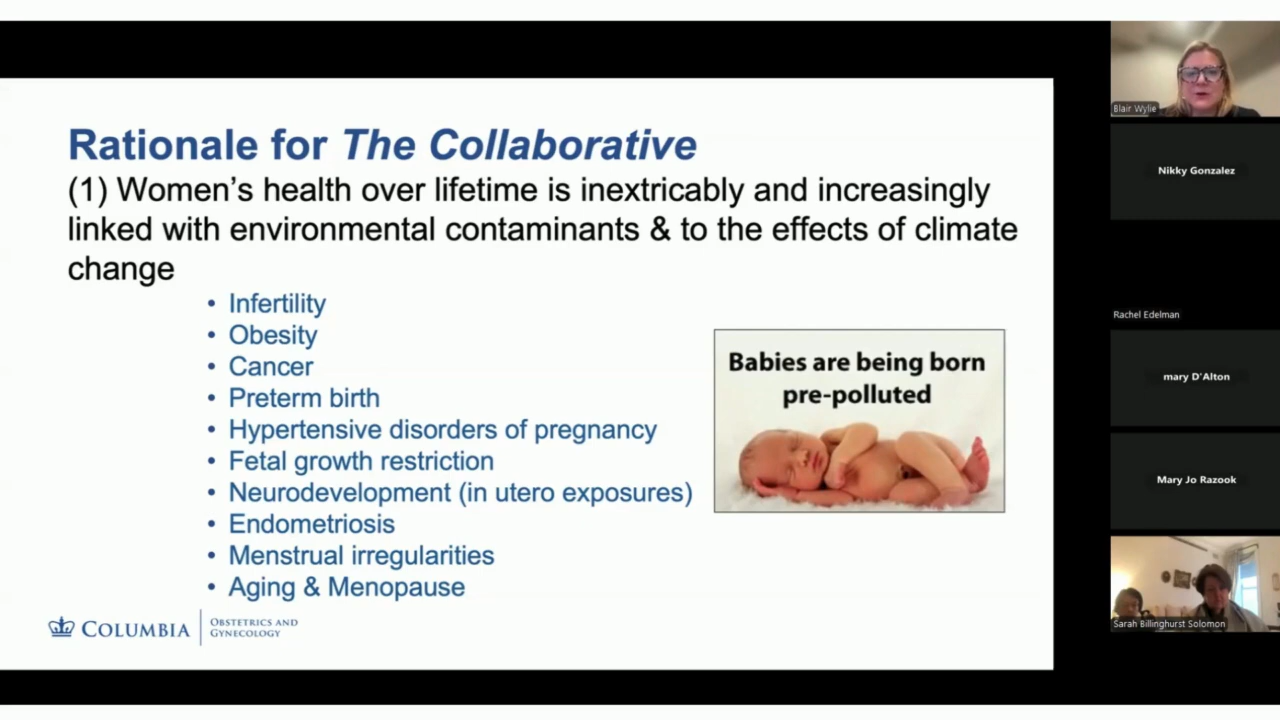 Rationale for The Collaborative
(1) Women’s health over lifetime is inextricably and increasingly
linked with environmental contaminants & to the effects of climate
change
• Infertility
• Obesity
• Cancer
• Preterm birth
• Hypertensive disorders of pregnancy
• Fetal growth restriction
• Neurodevelopment (in utero exposures)
• Endometriosis
• Menstrual irregularities
• Aging & Menopause
Babies are being born
pre-polluted
COLUMBIA
OBSTETRICS AND
GYNECOLOGY
Blair Wylie
Nikky Gonzalez
Rachel Edelman
mary D'Alton
Mary Jo Razook
Sarah Billinghurst Solomon